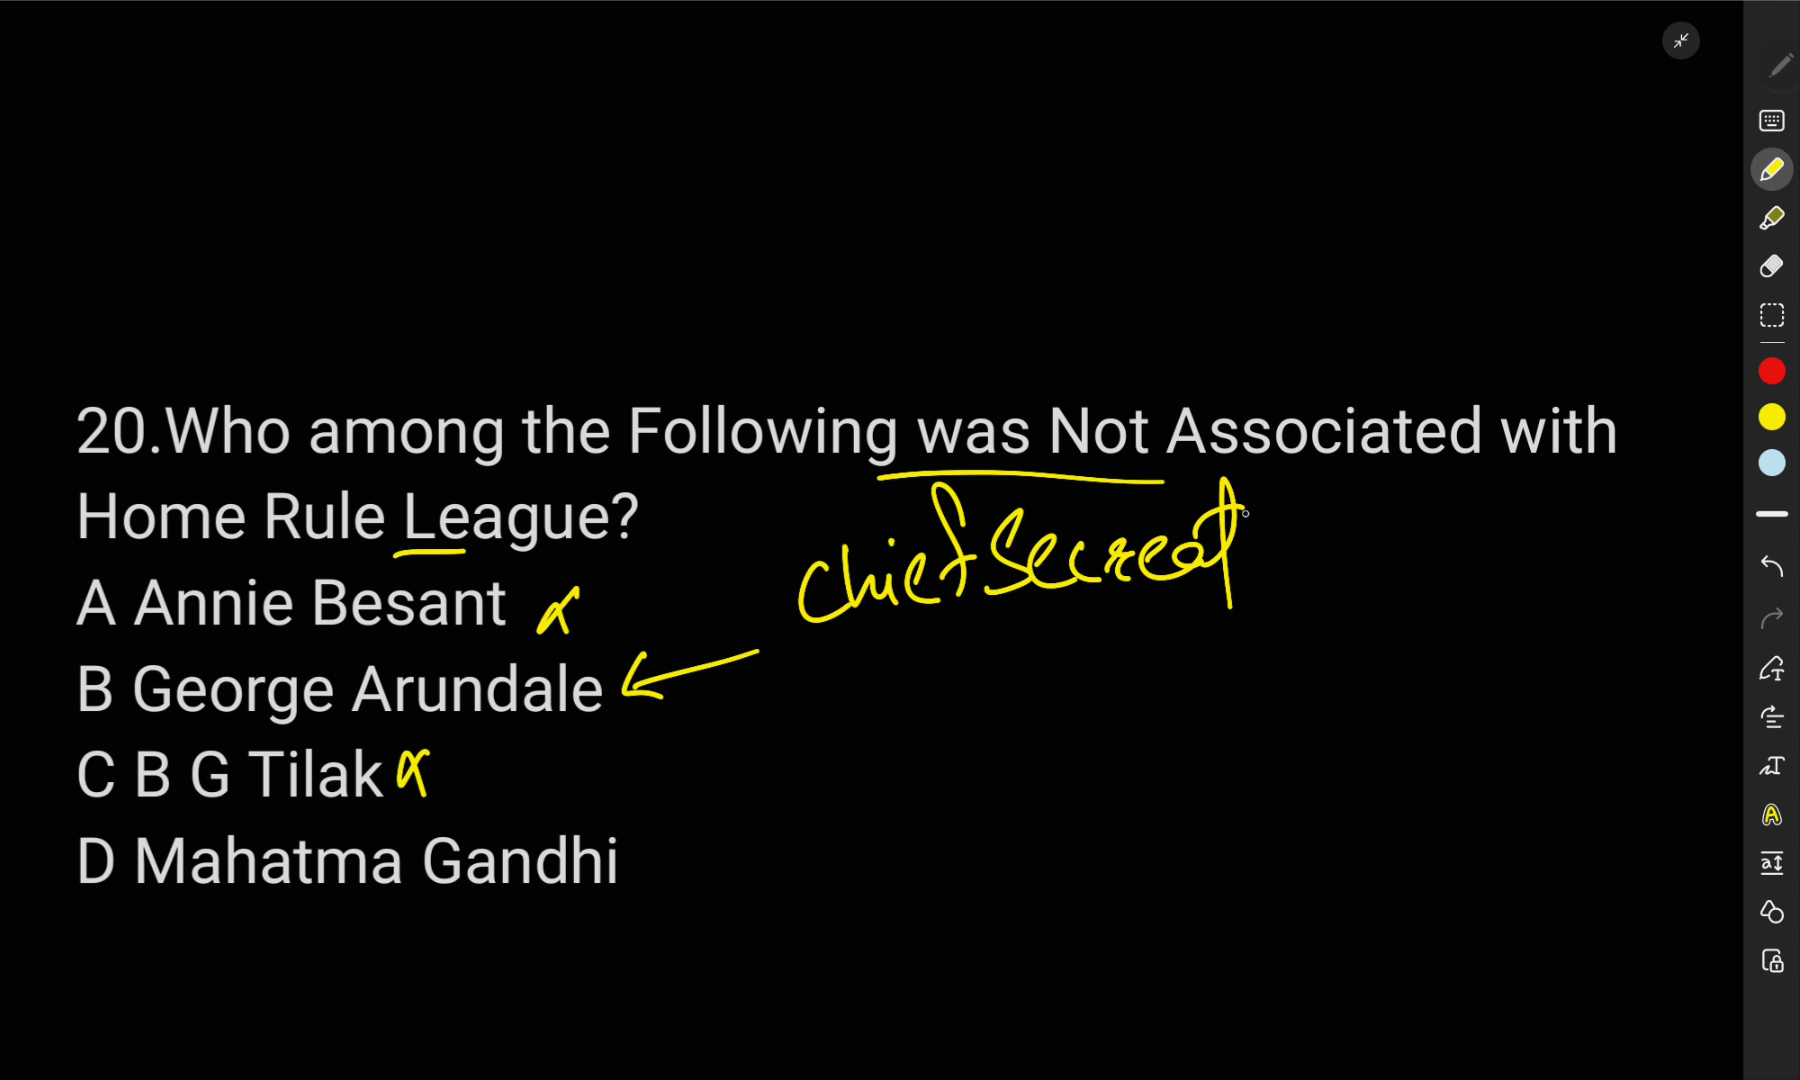 20.Who among the Following was Not Associated with
Home Rule League?
chief Secreat
A Annie Besant x
B George Arundale
C B G Tilak x
D Mahatma Gandhi